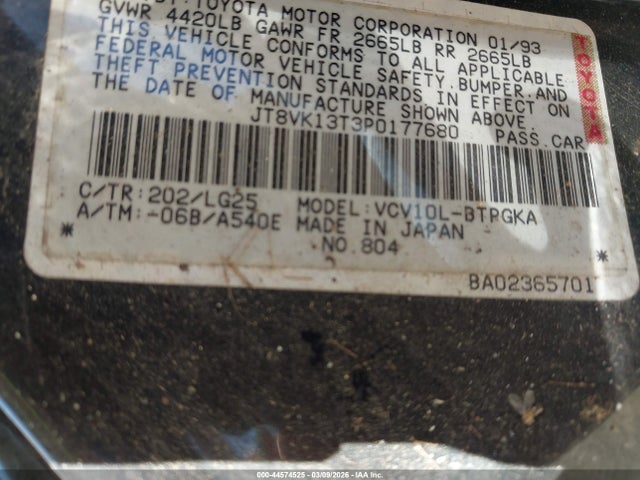 BY: TOYOTA MOTOR CORPORATION 01/93
GVWR 4420LB GAWR FR 2665LB RR 2665LB
THIS VEHICLE CONFORMS TO ALL APPLICABLE
FEDERAL MOTOR VEHICLE SAFETY,BUMPER,AND
THEFT PREVENTION STANDARDS IN EFFECT ON
THE DATE OF MANUFACTURE SHOWN ABOVE
JT8VK13T3P0177680 PASS.CAR
TOYOTA
C/TR:202/LG25 MODEL:VCV10L-BTPGKA
A/TM:-06B/A540E MADE IN JAPAN
* NO.804 *
BA02365701
000-44574525 - 03/09/2026 - IAA Inc.